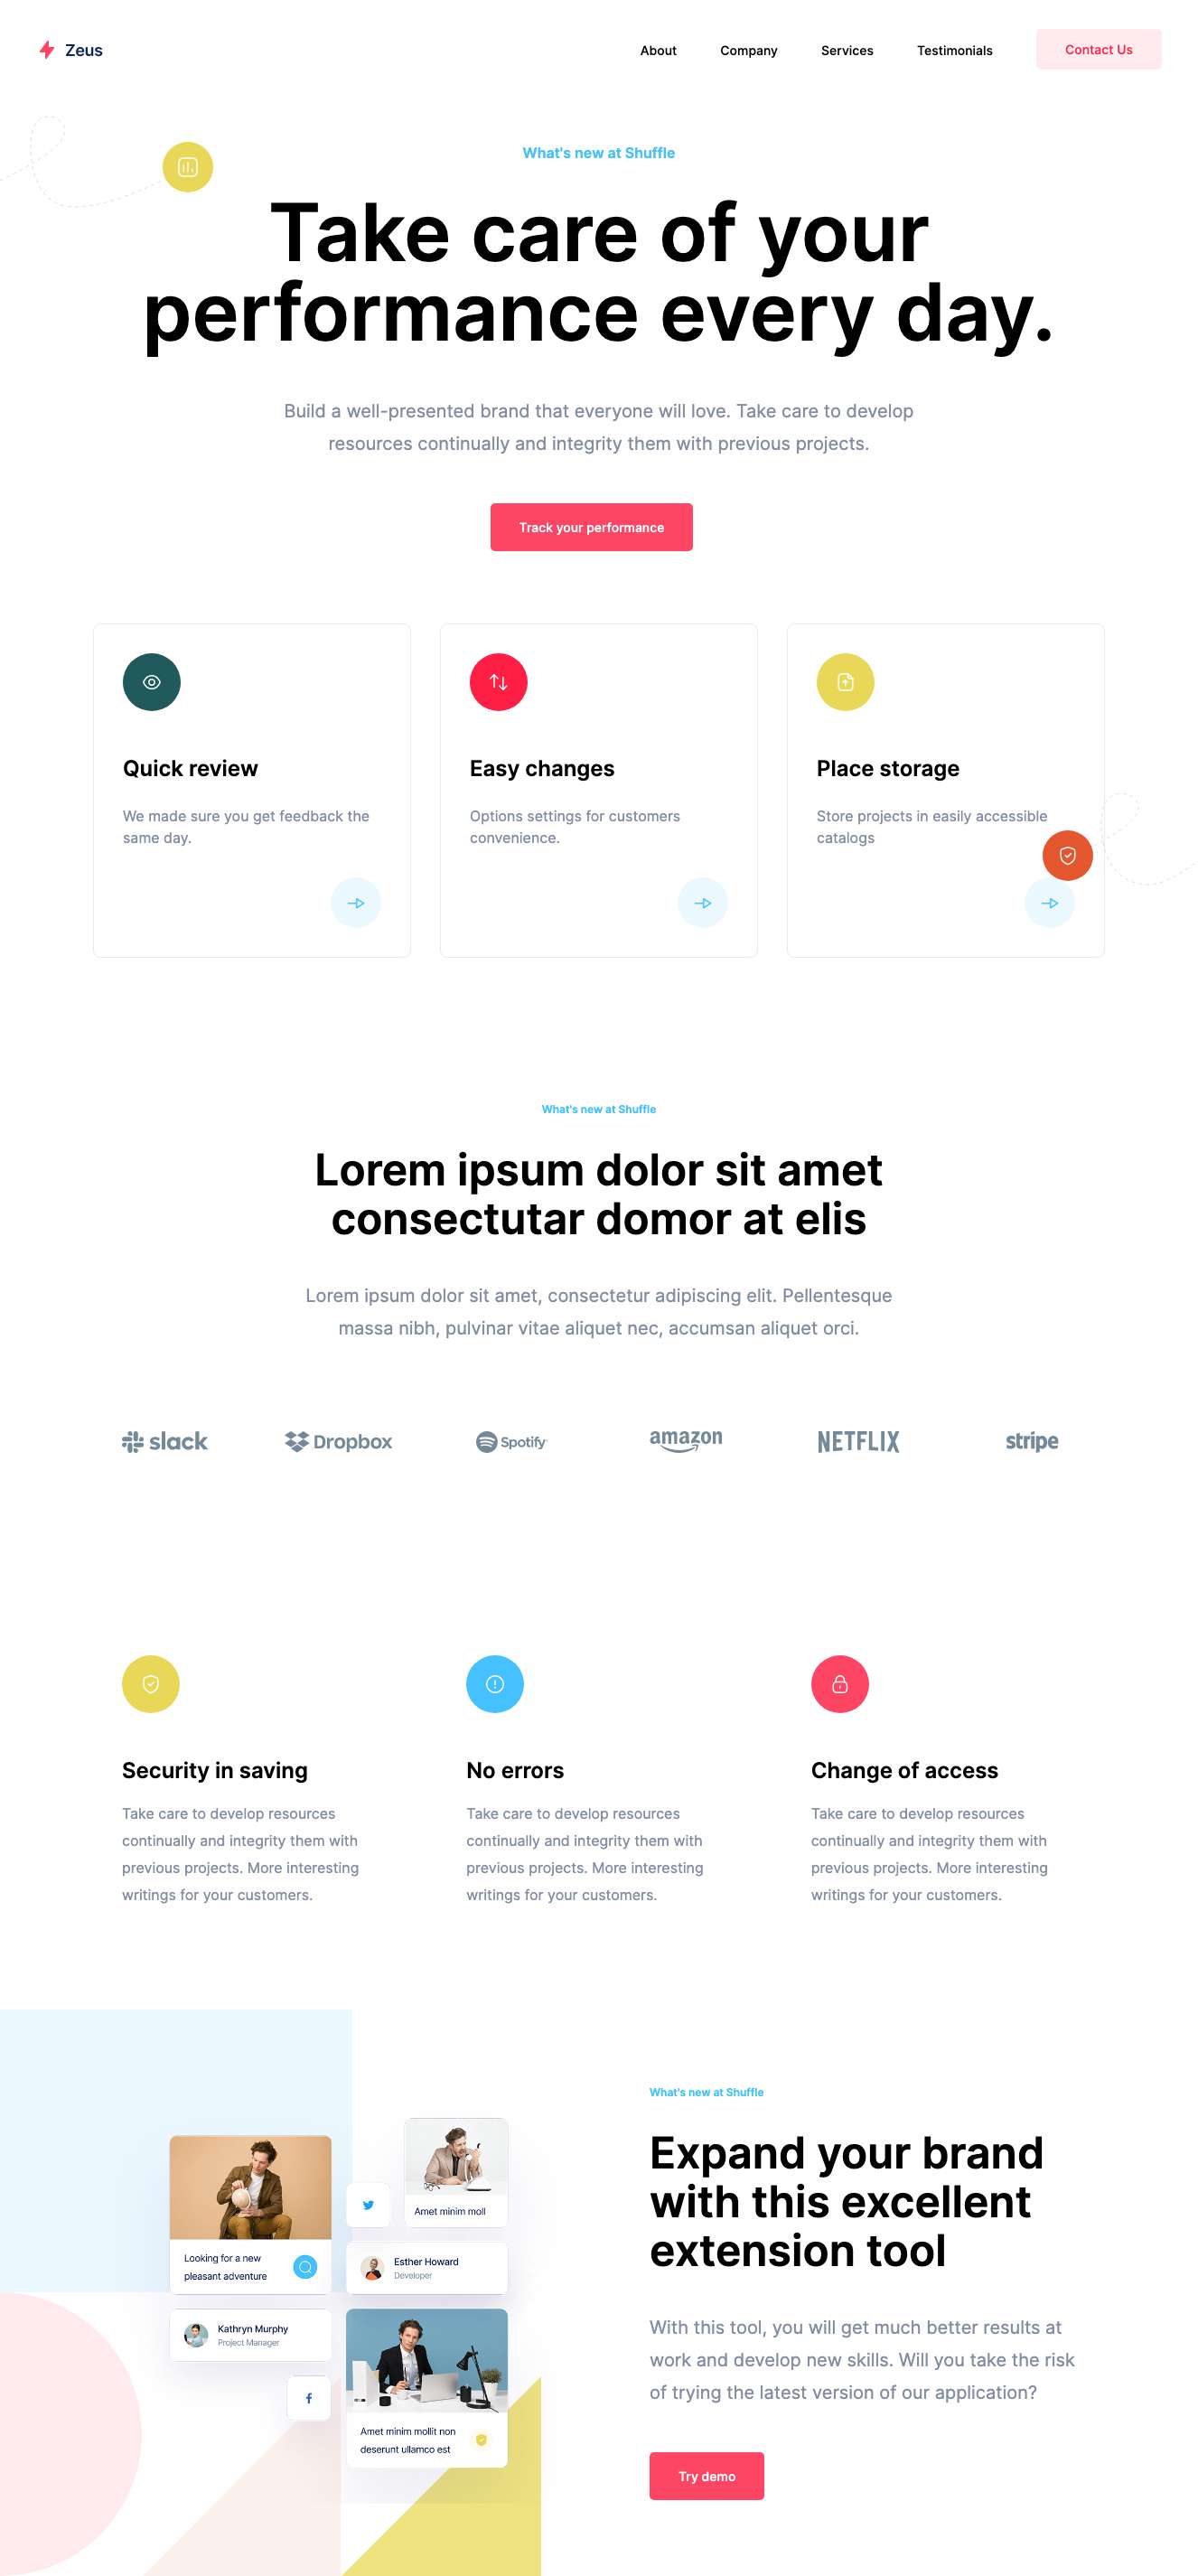 Zeus
About
Company
Services
Testimonials
Contact Us
What's new at Shuffle
Take care of your
performance every day.
Build a well-presented brand that everyone will love. Take care to develop
resources continually and integrity them with previous projects.
Track your performance
Quick review
We made sure you get feedback the
same day.
Easy changes
Options settings for customers
convenience.
Place storage
Store projects in easily accessible
catalogs
What's new at Shuffle
Lorem ipsum dolor sit amet
consectutar domor at elis
Lorem ipsum dolor sit amet, consectetur adipiscing elit. Pellentesque
massa nibh, pulvinar vitae aliquet nec, accumsan aliquet orci.
slack
Dropbox
Spotify
amazon
NETFLIX
stripe
Security in saving
Take care to develop resources
continually and integrity them with
previous projects. More interesting
writings for your customers.
No errors
Take care to develop resources
continually and integrity them with
previous projects. More interesting
writings for your customers.
Change of access
Take care to develop resources
continually and integrity them with
previous projects. More interesting
writings for your customers.
Looking for a new
pleasant adventure
Kathryn Murphy
Project Manager
Amet minim moll
Esther Howard
Developer
Amet minim mollit non
deserunt ullamco est
What's new at Shuffle
Expand your brand
with this excellent
extension tool
With this tool, you will get much better results at
work and develop new skills. Will you take the risk
of trying the latest version of our application?
Try demo